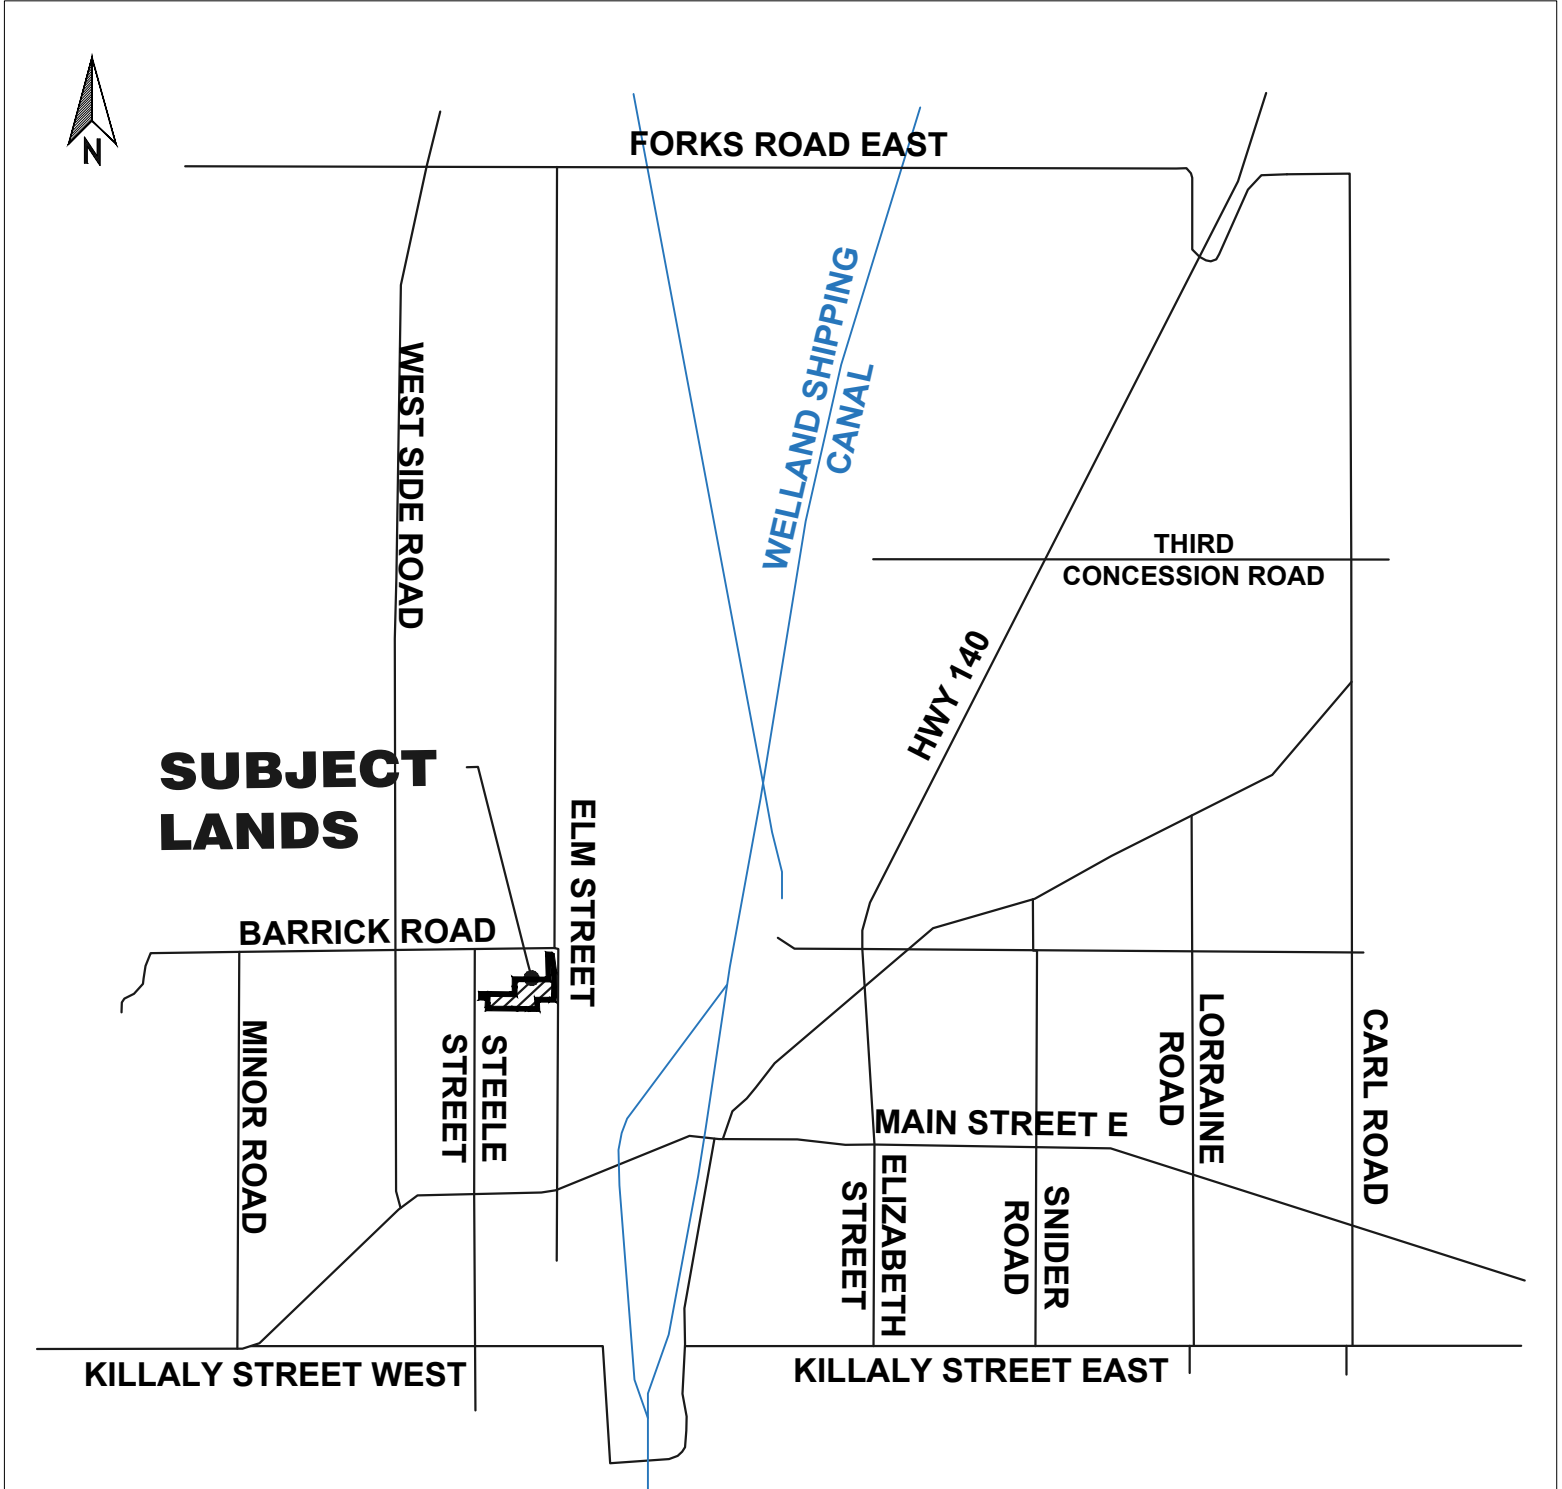 N
FORKS ROAD EAST
WELLAND SHIPPING
CANAL
WEST SIDE ROAD
THIRD
CONCESSION ROAD
HWY 140
SUBJECT
LANDS
ELM STREET
BARRICK ROAD
MINOR ROAD
STEELE
STREET
LORRAINE
ROAD
CARL ROAD
MAIN STREET E
ELIZABETH
STREET
SNIDER
ROAD
KILLALY STREET WEST
KILLALY STREET EAST